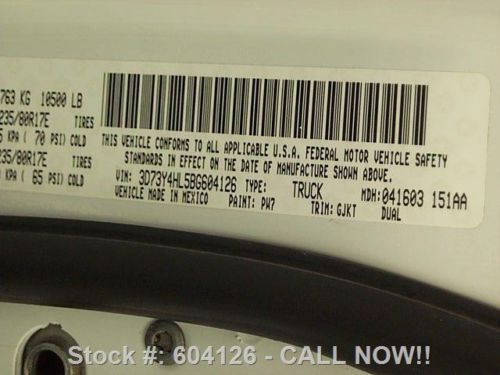 763 KG 10500 LB
235/80R17E TIRES
KPA ( 70 PSI) COLD
235/80R17E TIRES
KPA ( 65 PSI) COLD
THIS VEHICLE CONFORMS TO ALL APPLICABLE U.S.A. FEDERAL MOTOR VEHICLE SAFETY
STANDARDS IN EFFECT ON THE DATE OF MANUFACTURE SHOWN ABOVE.
VIN: 3D73Y4HL5BG604126 TYPE: TRUCK MDH: 041603 151AA
VEHICLE MADE IN MEXICO PAINT: PW7 TRIM: GJKT DUAL
Stock #: 604126 - CALL NOW!!